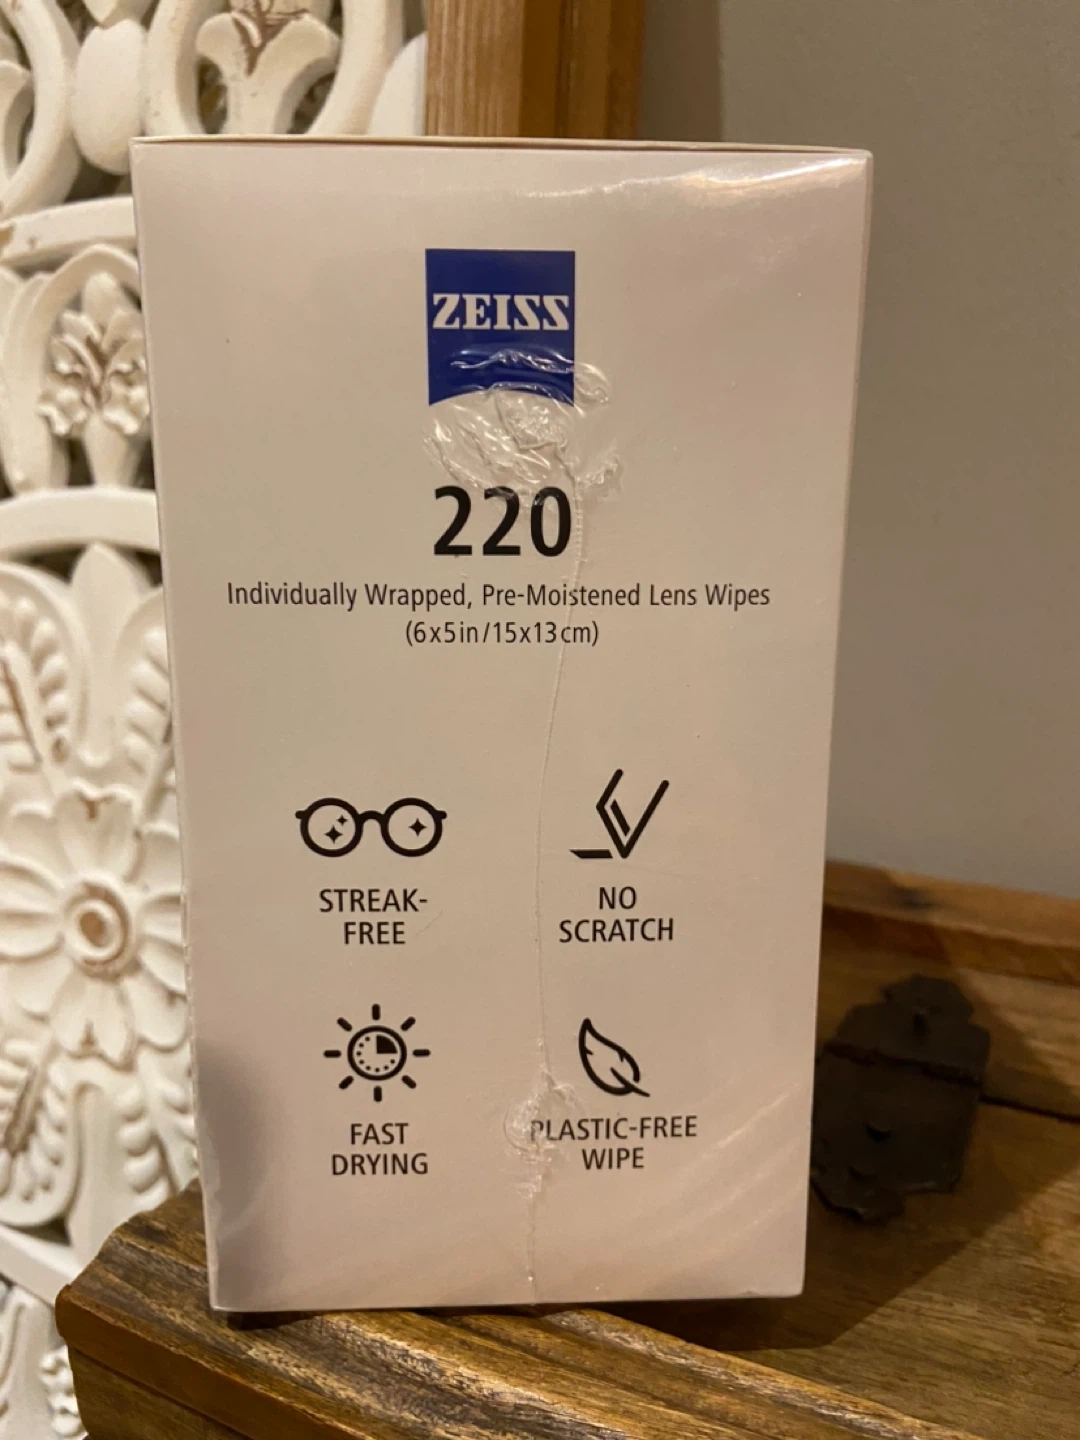 ZEISS
220
Individually Wrapped, Pre-Moistened Lens Wipes
(6x5in/15x13cm)
STREAK-
FREE
NO
SCRATCH
FAST
DRYING
PLASTIC-FREE
WIPE